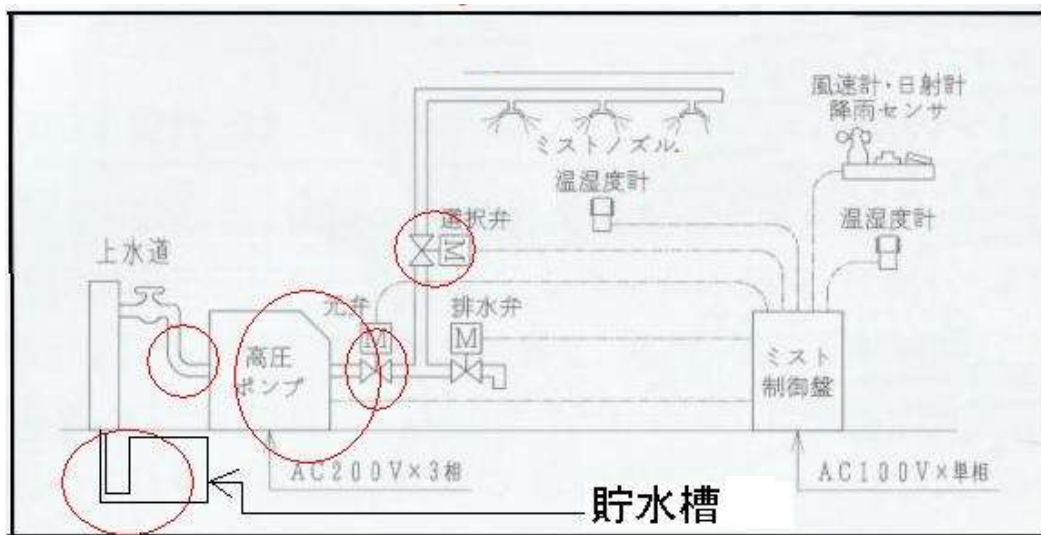 風速計・日射計
降雨センサ
ミストノズル.
温湿度計
選択弁
温湿度計
上水道
元弁
排水弁
M
M
M
高圧
ポンプ
ミスト
制御盤
AC200V×3相
AC100V×単相
貯水槽